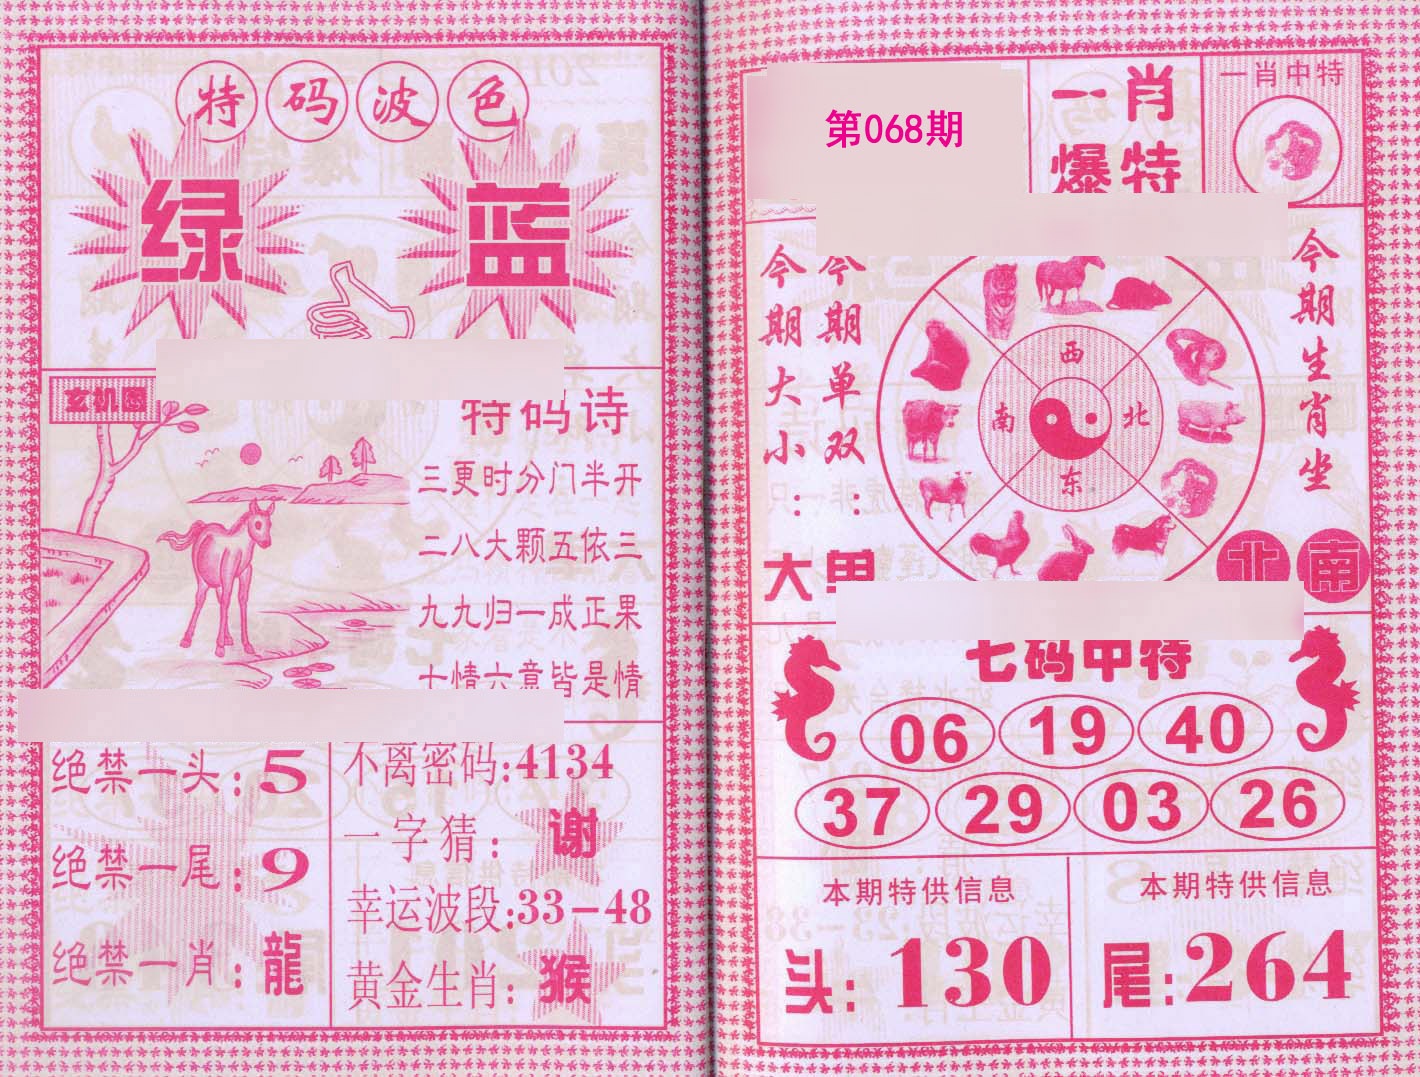 特码波色
绿 蓝
玄机图
特码诗
三更时分门半开
二八大颗五依三
九九归一成正果
七情六意皆是情
绝禁一头:5
绝禁一尾:9
绝禁一肖:龍
不离密码:4134
一字猜:谢
幸运波段:33-48
黄金生肖:猴
第068期
一肖
爆特
一肖中特
今期大小:大
今期单双:单
西
南 北
东
今期生肖坐
北 南
七码中特
06 19 40
37 29 03 26
本期特供信息
头:130
本期特供信息
尾:264